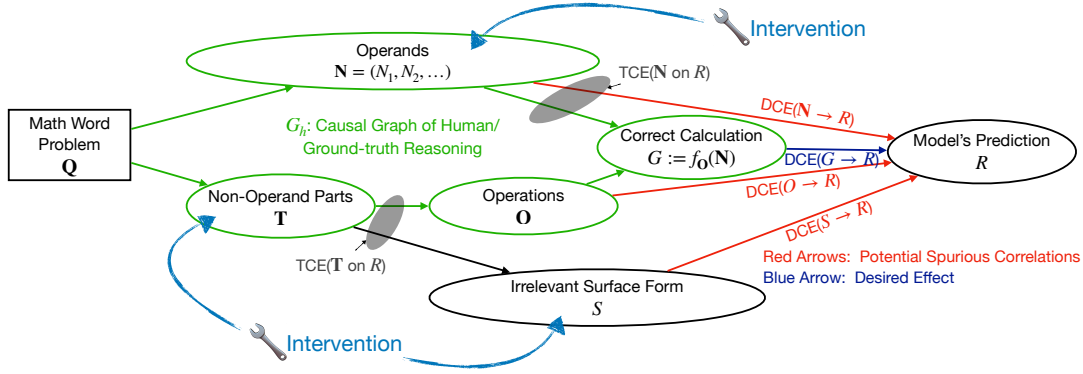 Intervention
Operands
N = (N₁, N₂, …)
TCE(N on R)
DCE(N → R)
Math Word
Problem
Q
G_h: Causal Graph of Human/
Ground-truth Reasoning
Correct Calculation
G := f_O(N)
DCE(G → R)
Model's Prediction
R
Non-Operand Parts
T
Operations
O
DCE(O → R)
DCE(S → R)
TCE(T on R)
Red Arrows: Potential Spurious Correlations
Blue Arrow: Desired Effect
Irrelevant Surface Form
S
Intervention